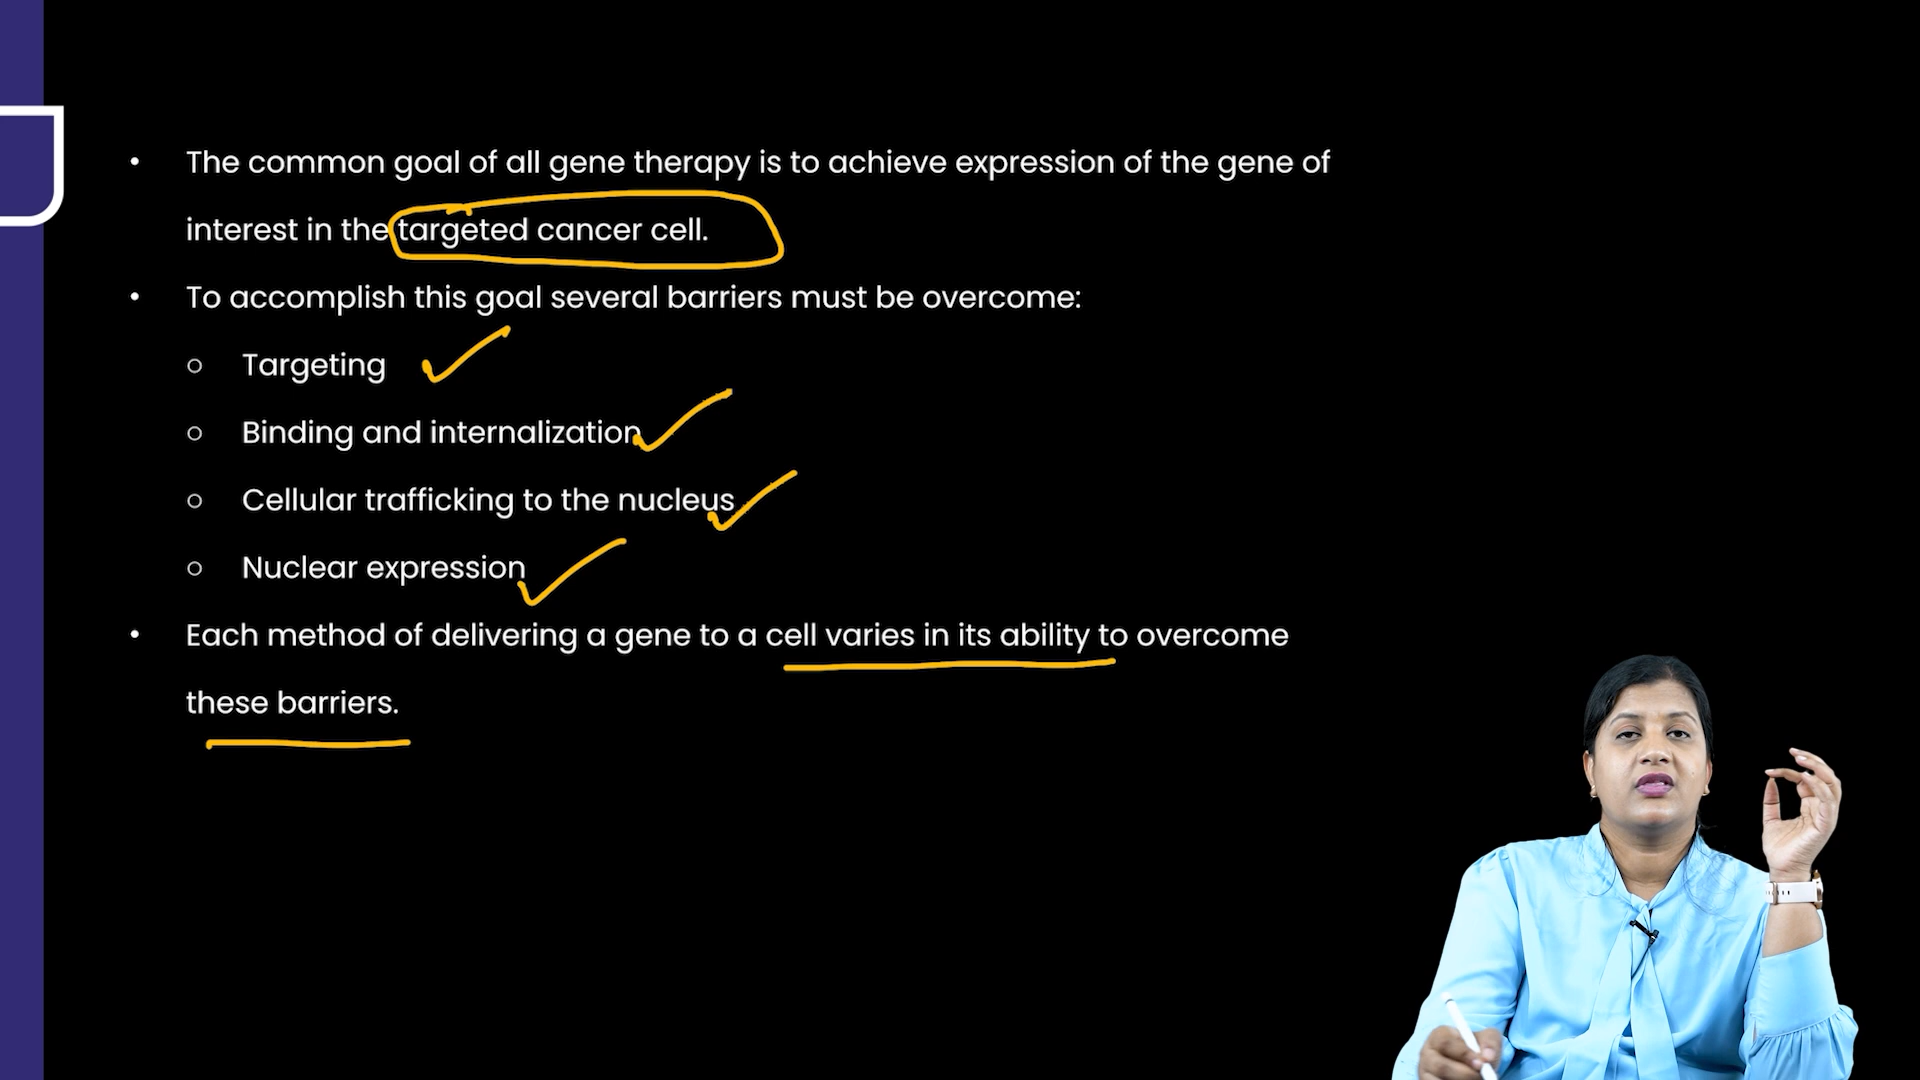 • The common goal of all gene therapy is to achieve expression of the gene of
interest in the targeted cancer cell.
• To accomplish this goal several barriers must be overcome:
○ Targeting
○ Binding and internalization
○ Cellular trafficking to the nucleus
○ Nuclear expression
• Each method of delivering a gene to a cell varies in its ability to overcome
these barriers.